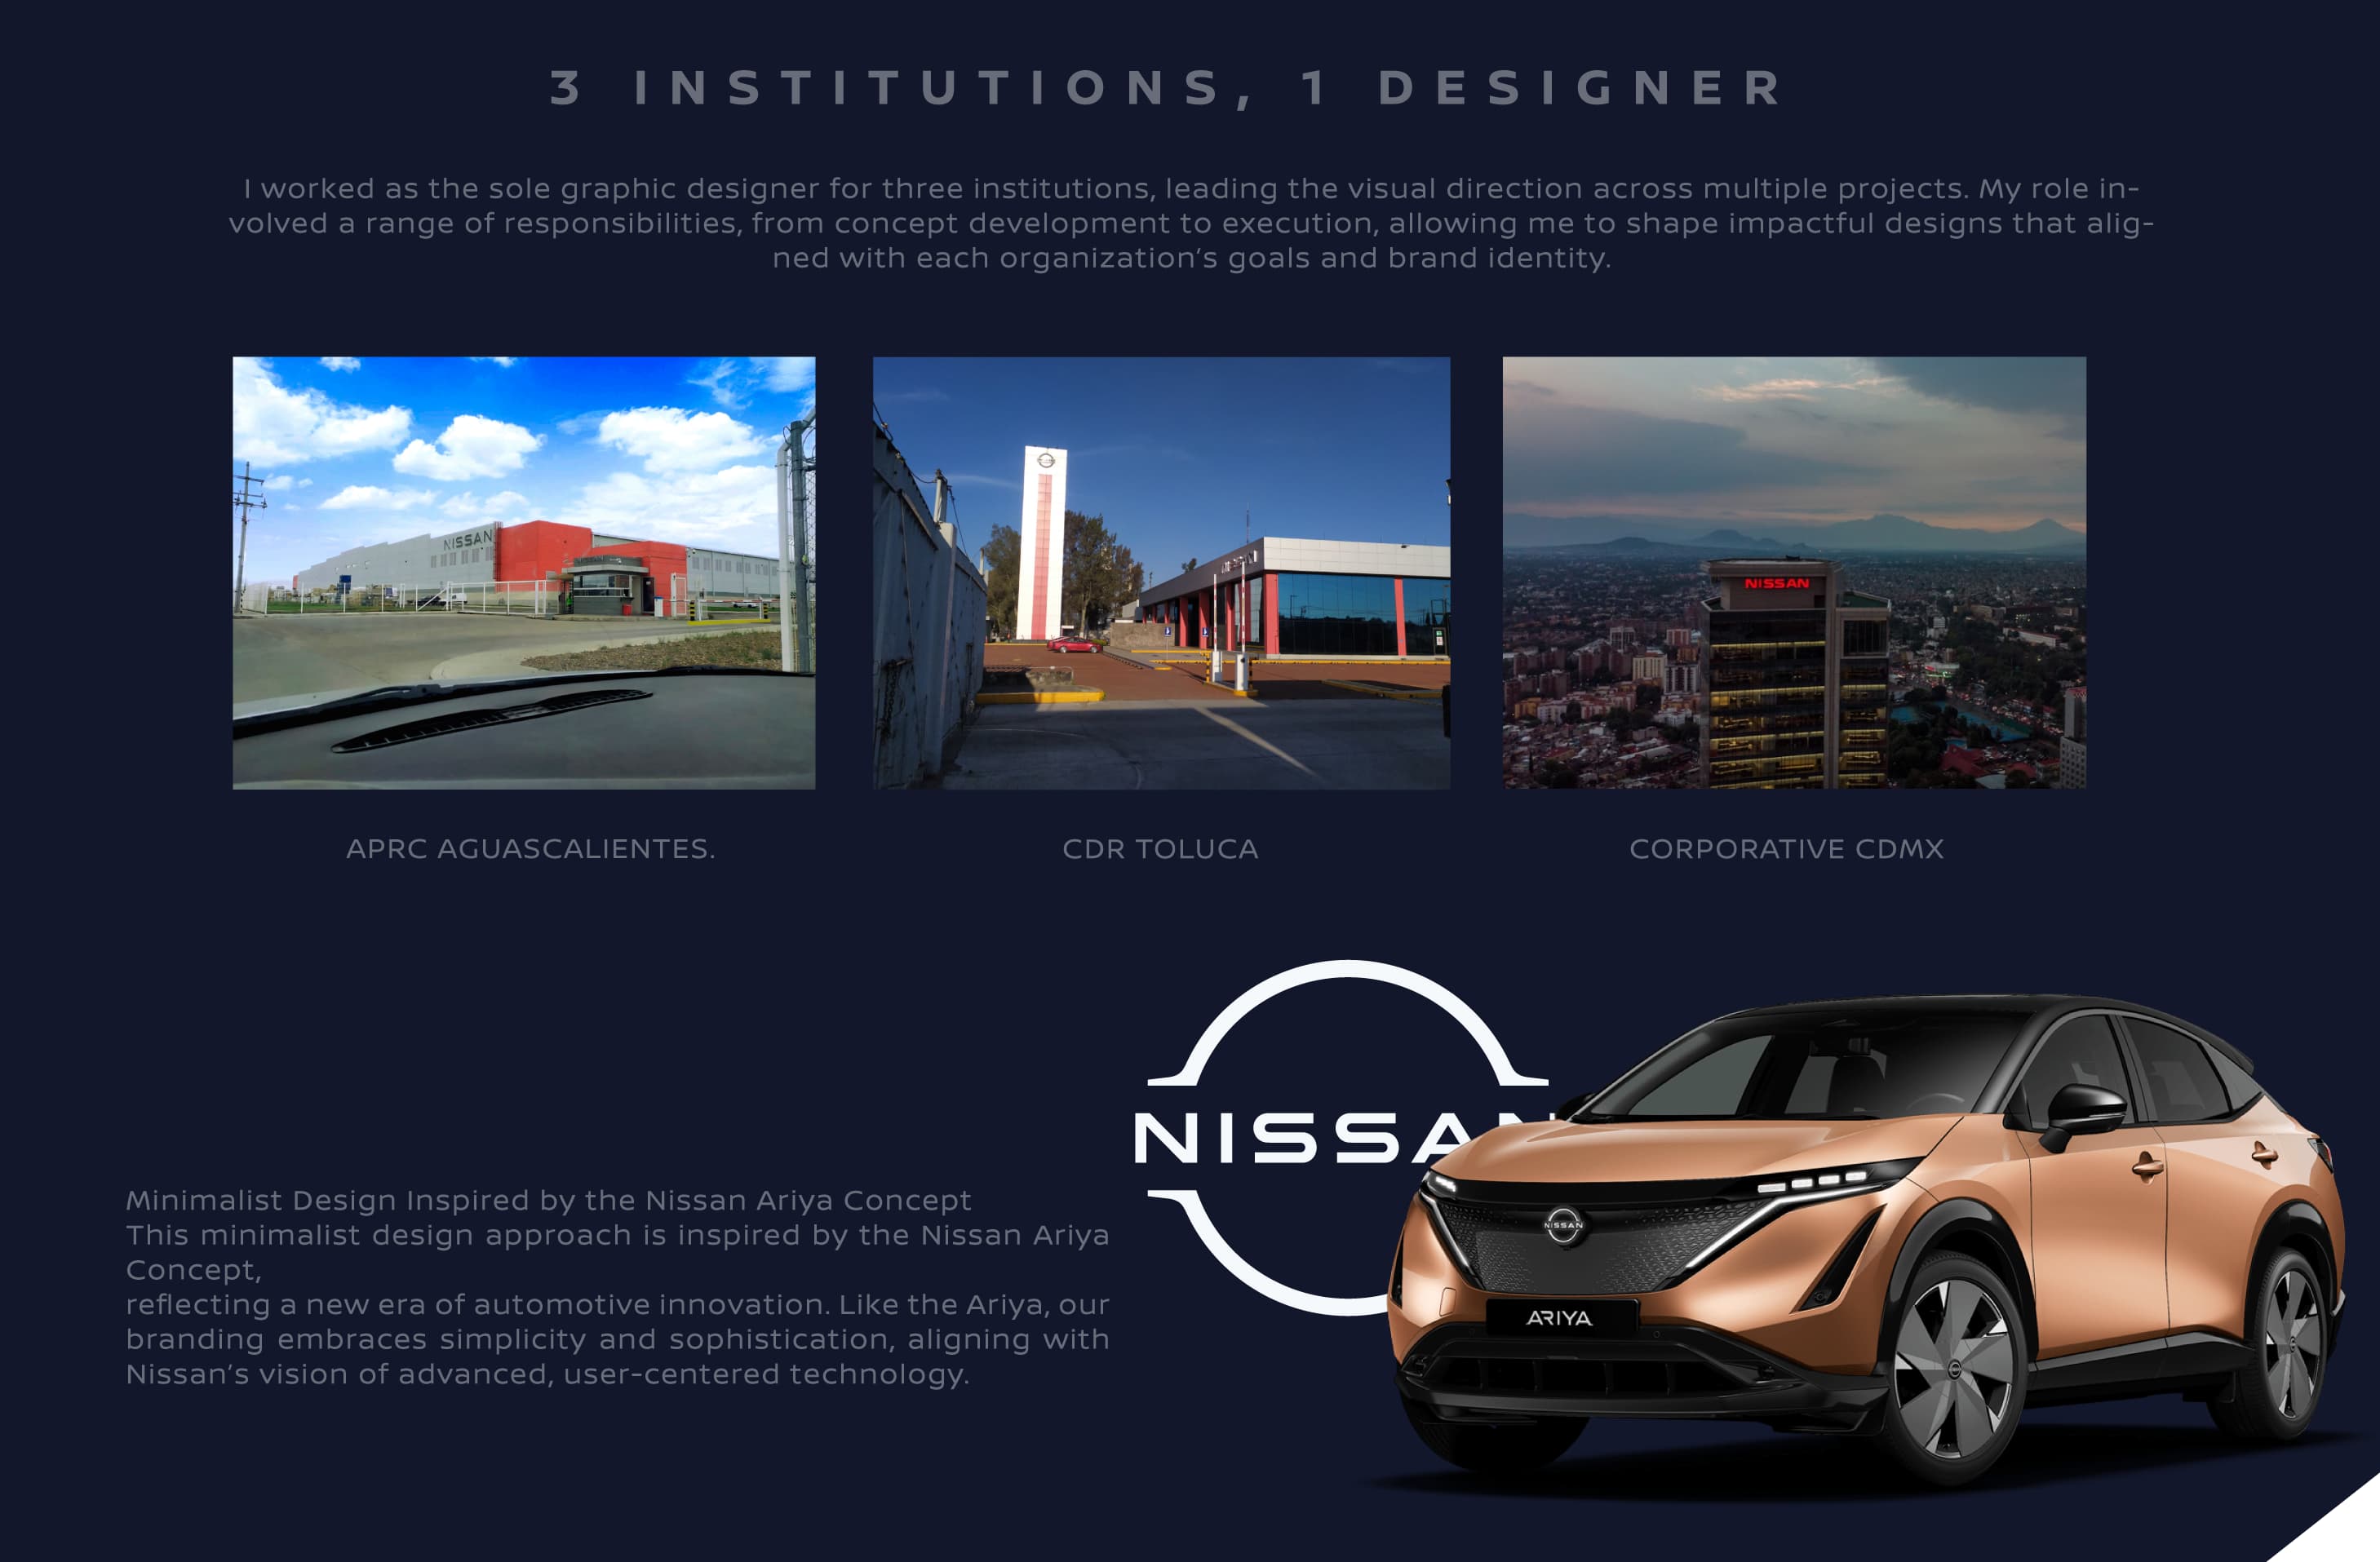 3 INSTITUTIONS, 1 DESIGNER
I worked as the sole graphic designer for three institutions, leading the visual direction across multiple projects. My role in-
volved a range of responsibilities, from concept development to execution, allowing me to shape impactful designs that alig-
ned with each organization’s goals and brand identity.
NISSAN
NISSAN
APRC AGUASCALIENTES.
CDR TOLUCA
CORPORATIVE CDMX
NISSAN
Minimalist Design Inspired by the Nissan Ariya Concept
This minimalist design approach is inspired by the Nissan Ariya
Concept,
reflecting a new era of automotive innovation. Like the Ariya, our
branding embraces simplicity and sophistication, aligning with
Nissan’s vision of advanced, user-centered technology.
NISSAN
ARIYA